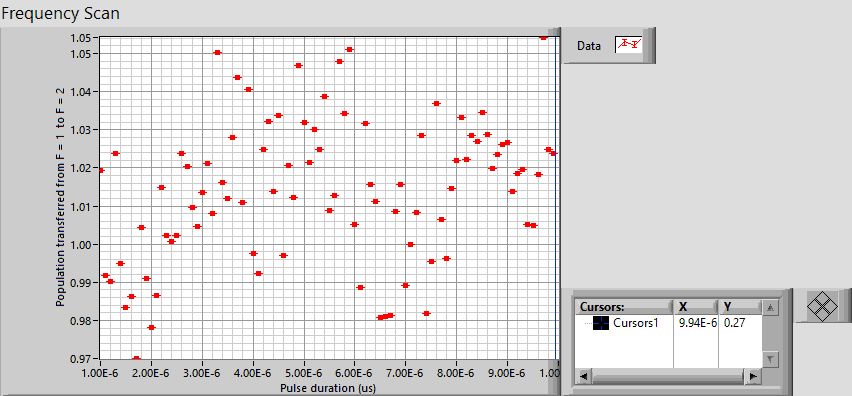 Frequency Scan
Population transferred from F = 1 to F = 2
1.05
1.05
1.04
1.03
1.02
1.01
1.00
0.99
0.98
0.97
1.00E-6 2.00E-6 3.00E-6 4.00E-6 5.00E-6 6.00E-6 7.00E-6 8.00E-6 9.00E-6 1.00
Pulse duration (us)
Data
Cursors: X Y
Cursors1 9.94E-6 0.27